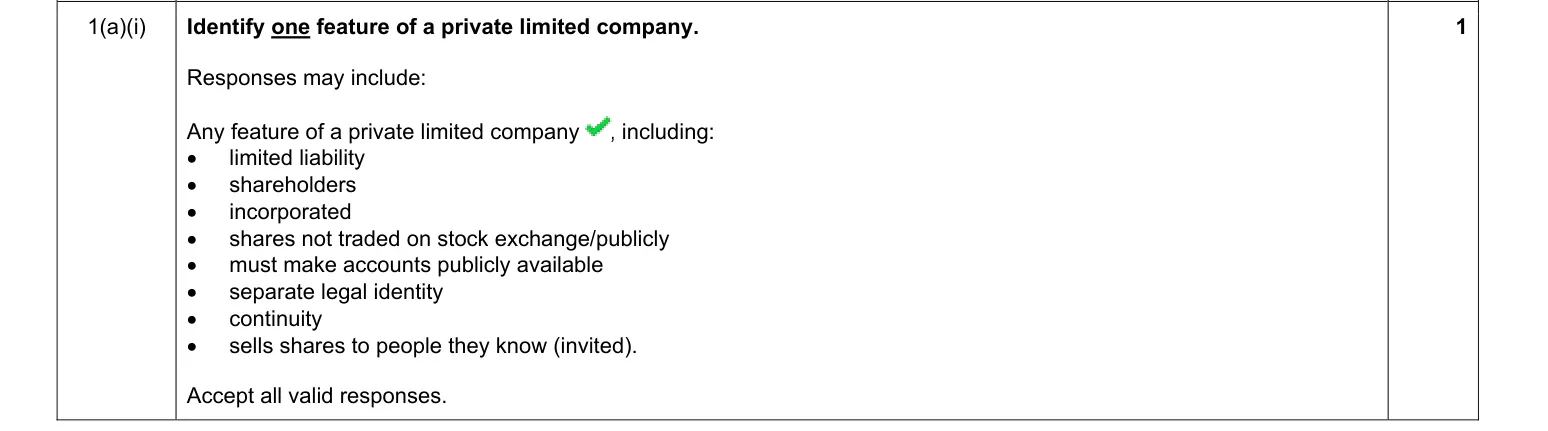 1(a)(i) Identify one feature of a private limited company. 1
Responses may include:
Any feature of a private limited company ✔, including:
• limited liability
• shareholders
• incorporated
• shares not traded on stock exchange/publicly
• must make accounts publicly available
• separate legal identity
• continuity
• sells shares to people they know (invited).
Accept all valid responses.